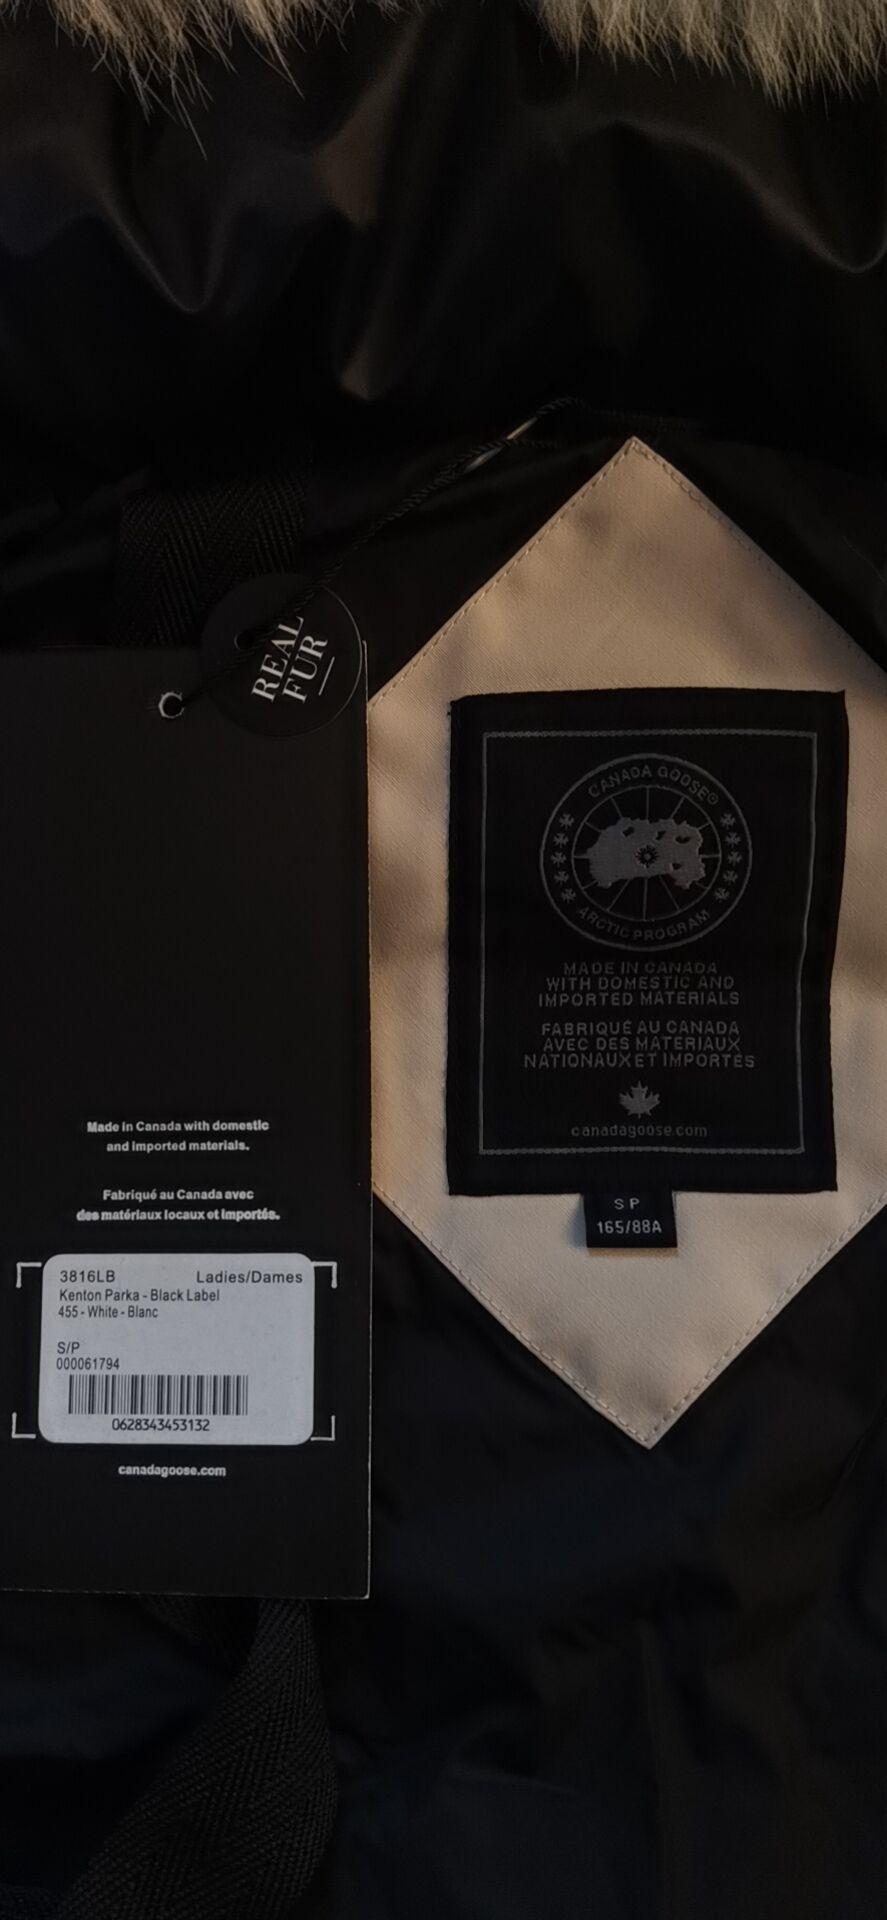 REAL
FUR
Made in Canada with domestic
and imported materials.
Fabriqué au Canada avec
des matériaux locaux et importés.
3816LB Ladies/Dames
Kenton Parka - Black Label
455 - White - Blanc
S/P
000061794
0628343453132
canadagoose.com
CANADA GOOSE®
ARCTIC PROGRAM
MADE IN CANADA
WITH DOMESTIC AND
IMPORTED MATERIALS
FABRIQUÉ AU CANADA
AVEC DES MATERIAUX
NATIONAUX ET IMPORTÉS
canadagoose.com
S P
165/88A